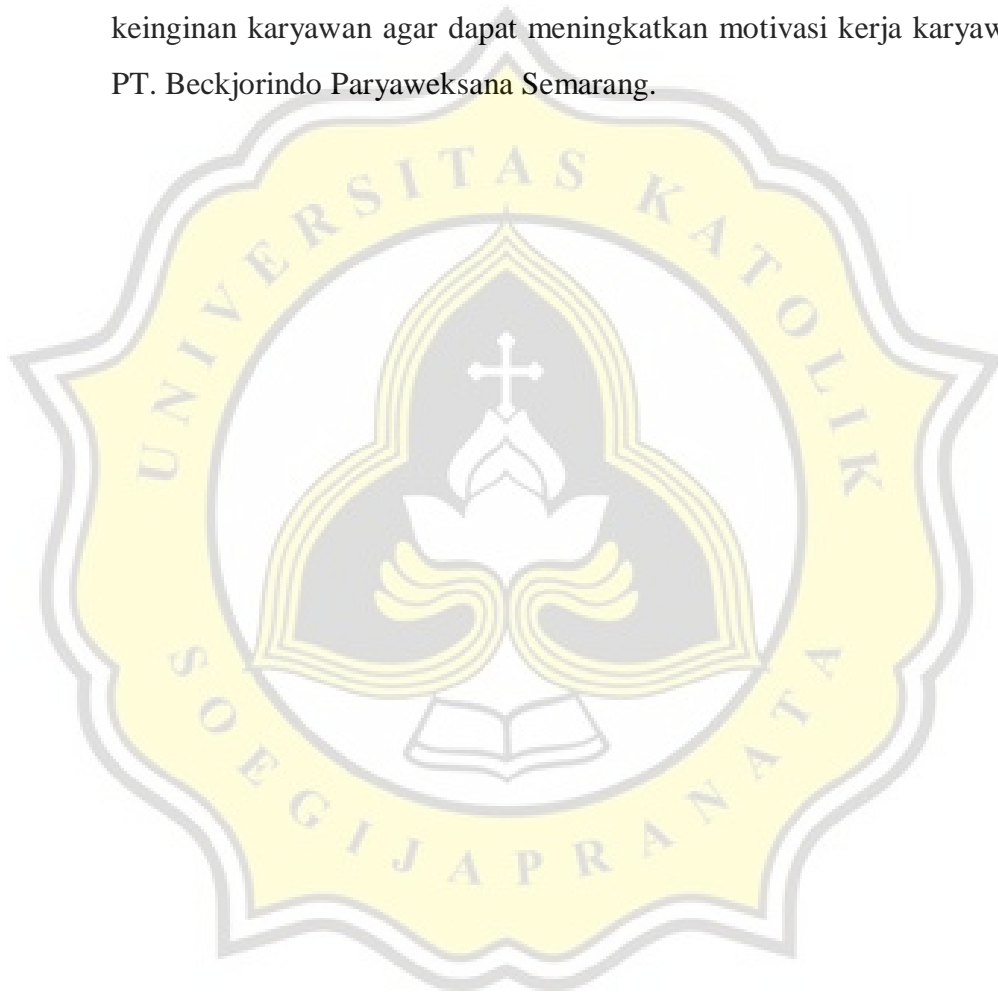 keinginan karyawan agar dapat meningkatkan motivasi kerja karyaw
PT. Beckjorindo Paryaweksana Semarang.
UNIVERSITAS KATOLIK
SOEGIJAPRANATA